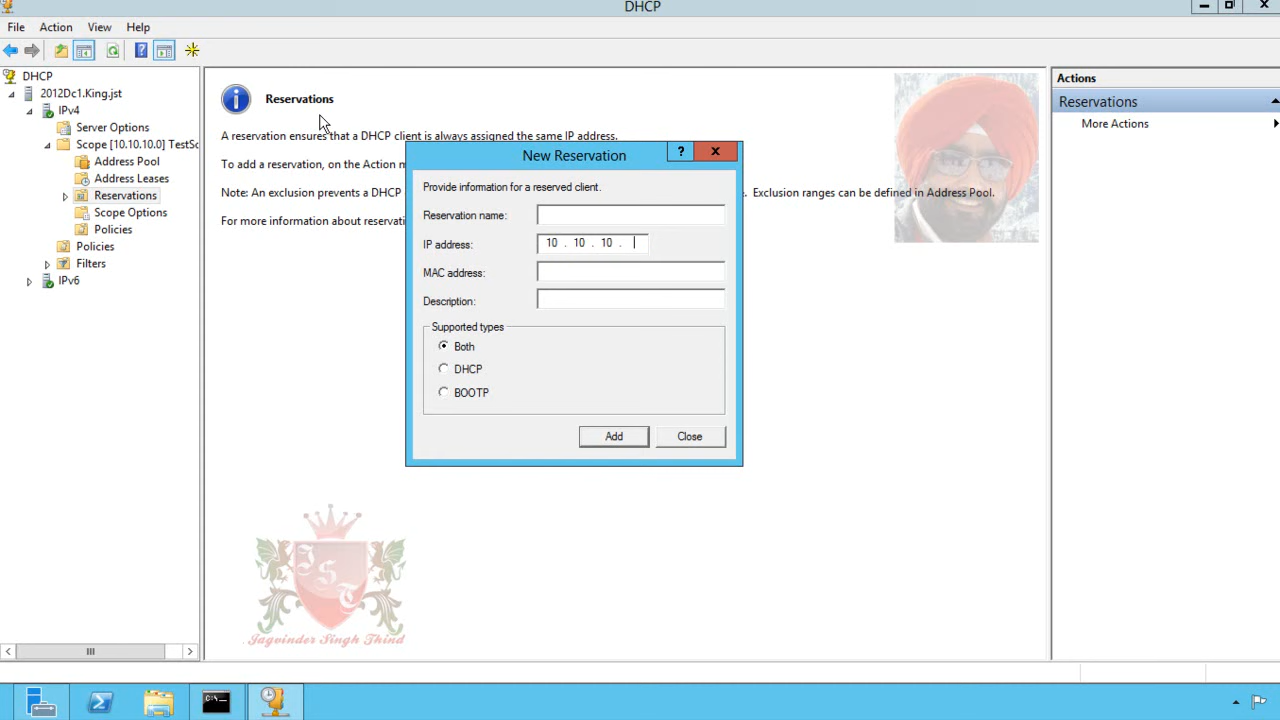 DHCP
File Action View Help
DHCP
2012Dc1.King.jst
IPv4
Server Options
Scope [10.10.10.0] TestSc
Address Pool
Address Leases
Reservations
Scope Options
Policies
Policies
Filters
IPv6
Reservations
A reservation ensures that a DHCP client is always assigned the same IP address.
To add a reservation, on the Action m
Note: An exclusion prevents a DHCP
e. Exclusion ranges can be defined in Address Pool.
For more information about reservati
New Reservation
Provide information for a reserved client.
Reservation name:
IP address: 10 . 10 . 10 .
MAC address:
Description:
Supported types
Both
DHCP
BOOTP
Add Close
Actions
Reservations
More Actions
JST
Jagvinder Singh Thind
C:\